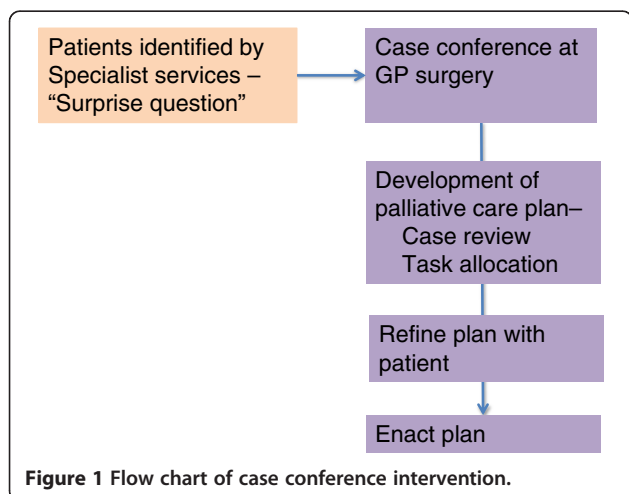 Patients identified by
Specialist services –
“Surprise question”
Case conference at
GP surgery
Development of
palliative care plan–
Case review
Task allocation
Refine plan with
patient
Enact plan
Figure 1 Flow chart of case conference intervention.